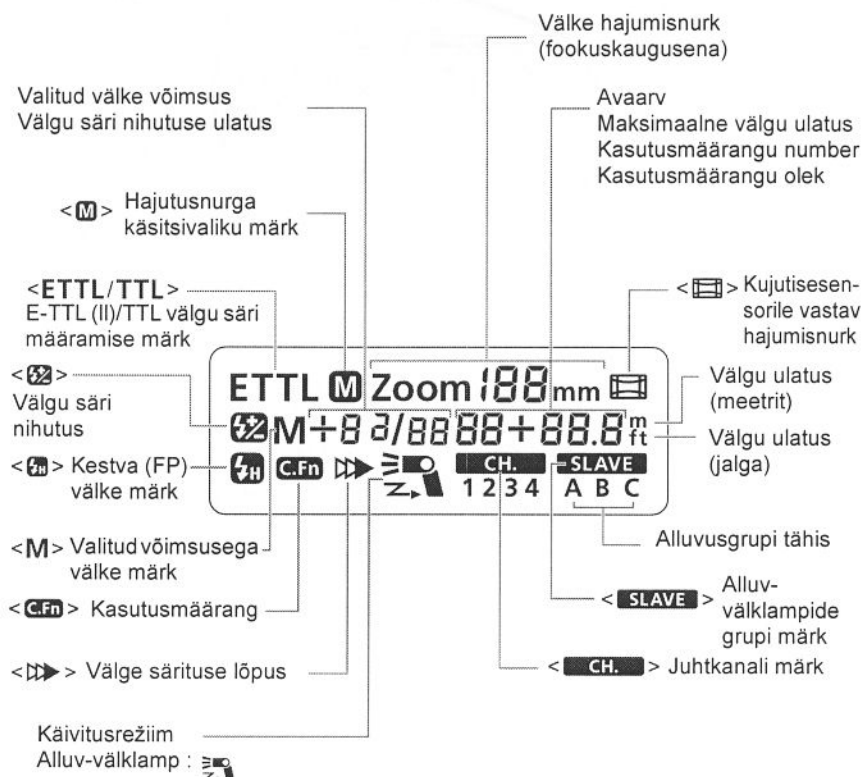 Välke hajumisnurk
(fookuskaugusena)
Valitud välke võimsus
Välgu säri nihutuse ulatus
Avaarv
Maksimaalne välgu ulatus
Kasutusmäärangu number
Kasutusmäärangu olek
<M> Hajutusnurga
käsitsivaliku märk
<ETTL/TTL>
E-TTL (II)/TTL välgu säri
määramise märk
< > Kujutisesen-
sorile vastav
hajumisnurk
< >
Välgu säri
nihutus
ETTL M Zoom 188 mm
M+8 a/88 88+88.8 m
ft
H C.Fn CH. SLAVE
1 2 3 4 A B C
Välgu ulatus
(meetrit)
Välgu ulatus
(jalga)
<H> Kestva (FP)
välke märk
<M> Valitud võimsusega
välke märk
Alluvusgrupi tähis
<C.Fn> Kasutusmäärang
<SLAVE> Alluv-
välklampide
grupi märk
< > Välge särituse lõpus
<CH.> Juhtkanali märk
Käivitusrežiim
Alluv-välklamp :